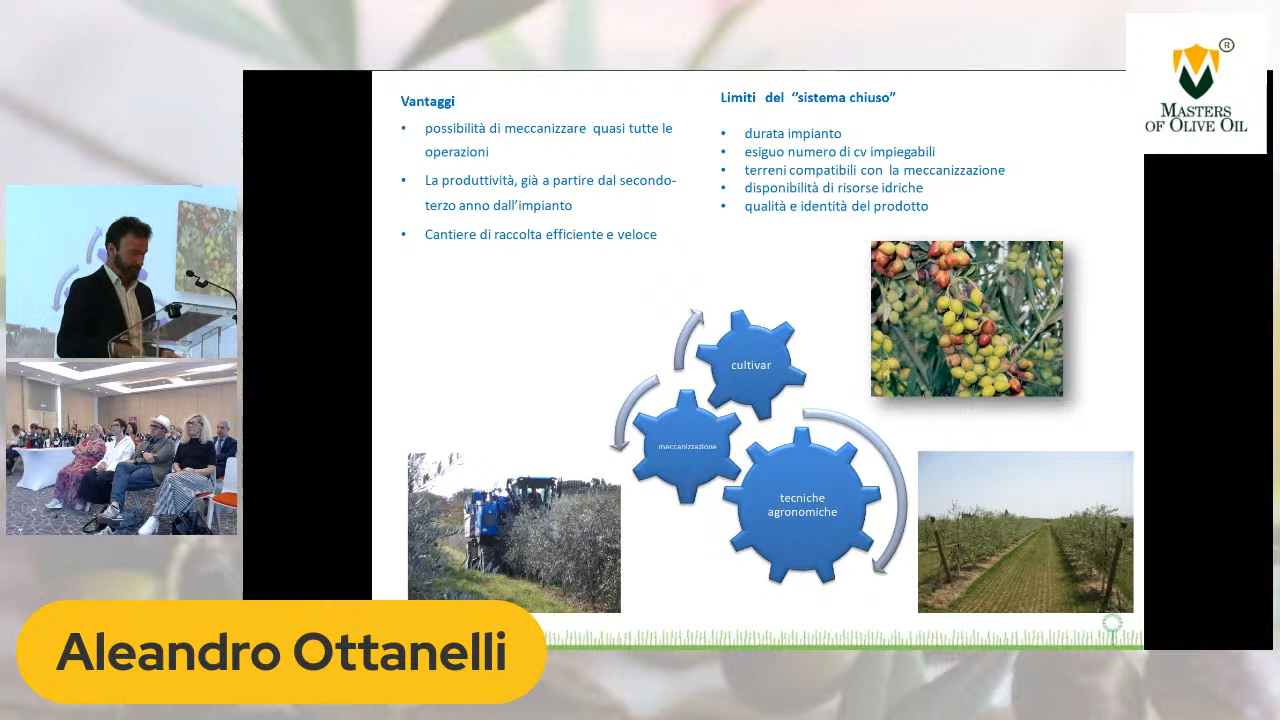 Vantaggi
• possibilità di meccanizzare quasi tutte le
operazioni
• La produttività, già a partire dal secondo-
terzo anno dall'impianto
• Cantiere di raccolta efficiente e veloce
Limiti del "sistema chiuso"
• durata impianto
• esiguo numero di cv impiegabili
• terreni compatibili con la meccanizzazione
• disponibilità di risorse idriche
• qualità e identità del prodotto
cultivar
meccanizzazione
tecniche
agronomiche
®
MASTERS
OF OLIVE OIL
Aleandro Ottanelli